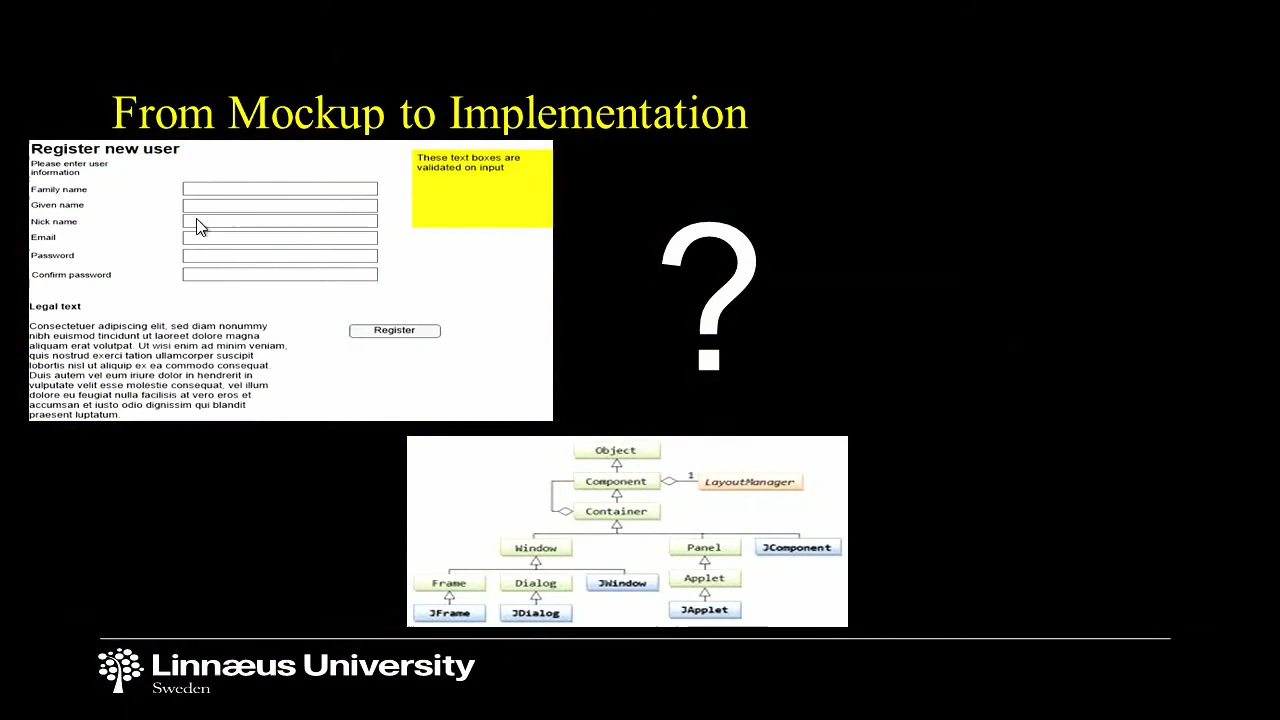 From Mockup to Implementation
Register new user
Please enter user
information
Family name
Given name
Nick name
Email
Password
Confirm password
These text boxes are
validated on input
Legal text
Consectetuer adipiscing elit, sed diam nonummy
nibh euismod tincidunt ut laoreet dolore magna
aliquam erat volutpat. Ut wisi enim ad minim veniam,
quis nostrud exerci tation ullamcorper suscipit
lobortis nisl ut aliquip ex ea commodo consequat.
Duis autem vel eum iriure dolor in hendrerit in
vulputate velit esse molestie consequat, vel illum
dolore eu feugiat nulla facilisis at vero eros et
accumsan et iusto odio dignissim qui blandit
praesent luptatum.
Register
?
Object
Component
1
LayoutManager
Container
Window
Panel
JComponent
Frame
Dialog
JWindow
Applet
JFrame
JDialog
JApplet
Linnæus University
Sweden